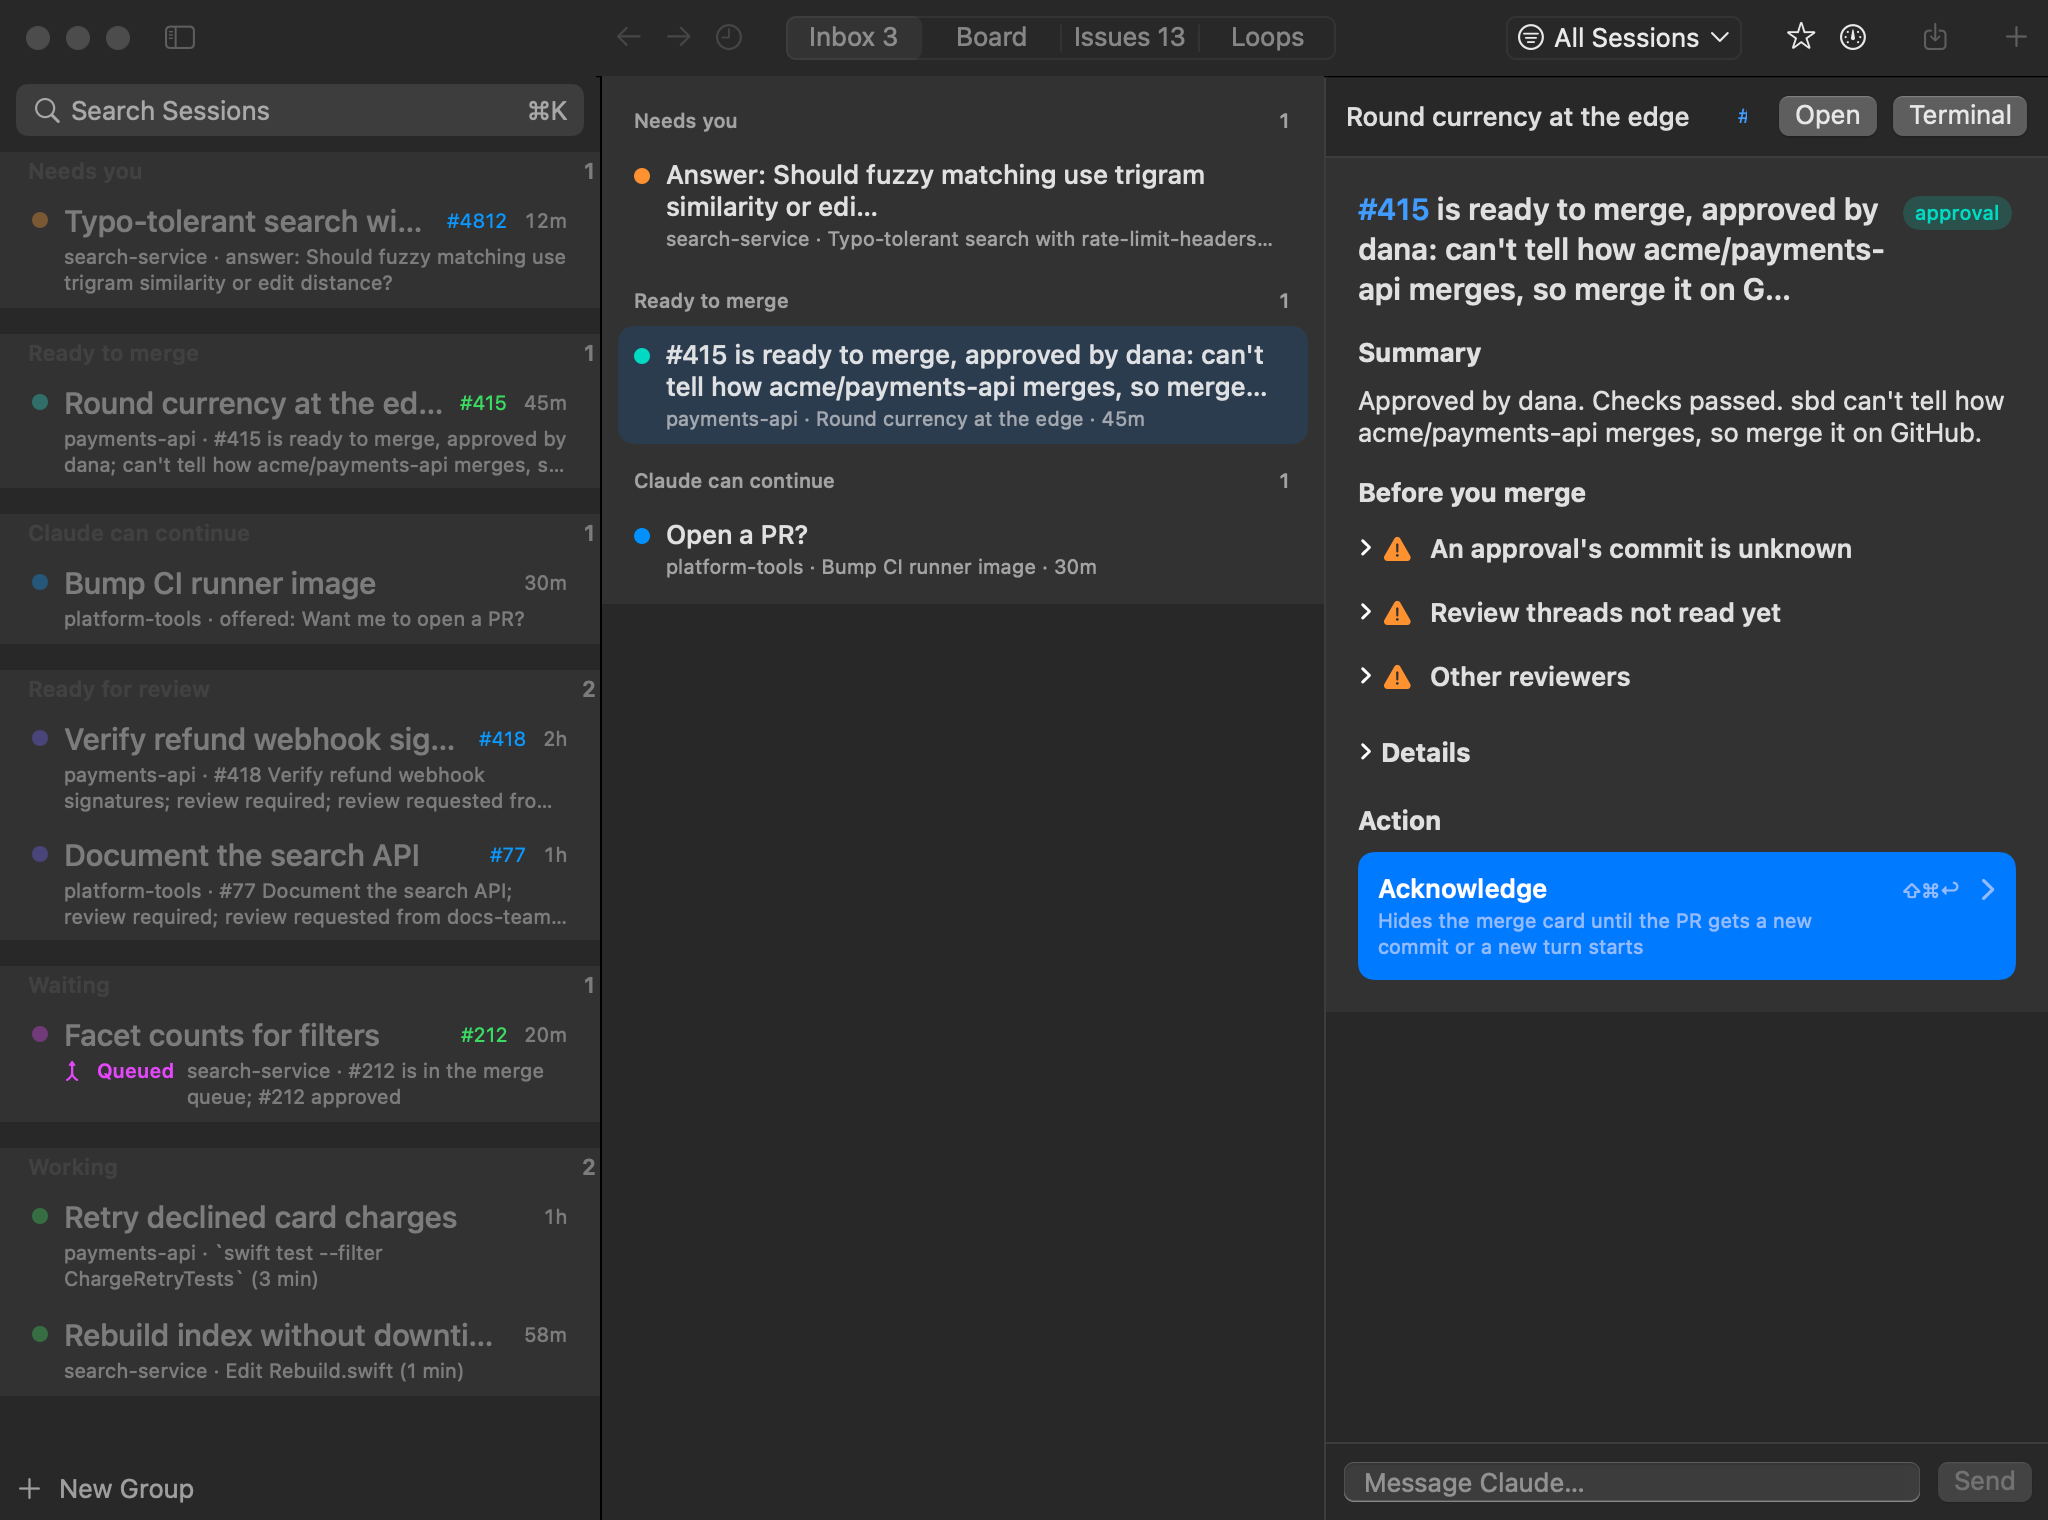 Inbox 3
Board
Issues 13
Loops
All Sessions
Search Sessions
⌘K
Needs you
1
Typo-tolerant search wi...
#4812
12m
search-service · answer: Should fuzzy matching use
trigram similarity or edit distance?
Ready to merge
1
Round currency at the ed...
#415
45m
payments-api · #415 is ready to merge, approved by
dana; can't tell how acme/payments-api merges, s...
Claude can continue
1
Bump CI runner image
30m
platform-tools · offered: Want me to open a PR?
Ready for review
2
Verify refund webhook sig...
#418
2h
payments-api · #418 Verify refund webhook
signatures; review required; review requested fro...
Document the search API
#77
1h
platform-tools · #77 Document the search API;
review required; review requested from docs-team...
Waiting
1
Facet counts for filters
#212
20m
Queued
search-service · #212 is in the merge
queue; #212 approved
Working
2
Retry declined card charges
1h
payments-api · `swift test --filter
ChargeRetryTests` (3 min)
Rebuild index without downti...
58m
search-service · Edit Rebuild.swift (1 min)
New Group
Needs you
1
Answer: Should fuzzy matching use trigram
similarity or edi...
search-service · Typo-tolerant search with rate-limit-headers...
Ready to merge
1
#415 is ready to merge, approved by dana: can't
tell how acme/payments-api merges, so merge...
payments-api · Round currency at the edge · 45m
Claude can continue
1
Open a PR?
platform-tools · Bump CI runner image · 30m
Round currency at the edge
#
Open
Terminal
#415 is ready to merge, approved by
dana: can't tell how acme/payments-
api merges, so merge it on G...
approval
Summary
Approved by dana. Checks passed. sbd can't tell how
acme/payments-api merges, so merge it on GitHub.
Before you merge
An approval's commit is unknown
Review threads not read yet
Other reviewers
Details
Action
Acknowledge
⇧⌘↩
Hides the merge card until the PR gets a new
commit or a new turn starts
Message Claude...
Send